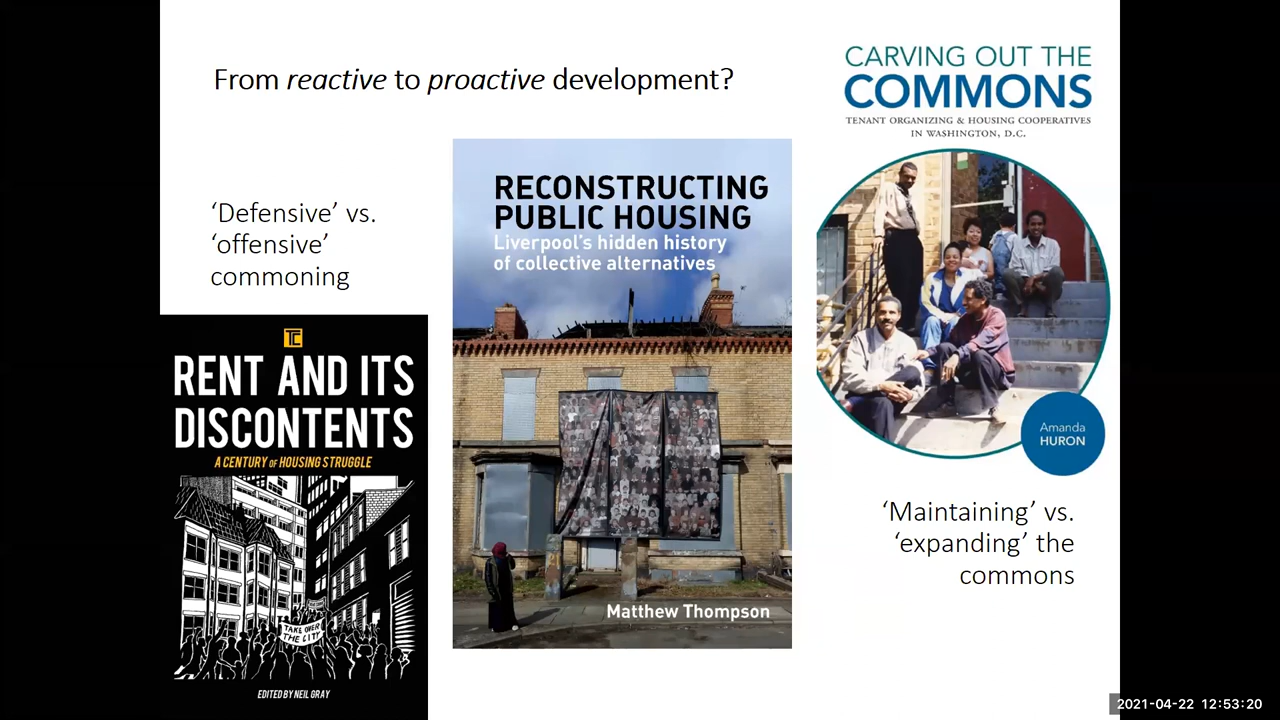 From reactive to proactive development?
‘Defensive’ vs.
‘offensive’
commoning
TC
RENT AND ITS
DISCONTENTS
A CENTURY OF HOUSING STRUGGLE
TAKE OVER
THE CITY
EDITED BY NEIL GRAY
RECONSTRUCTING
PUBLIC HOUSING
Liverpool's hidden history
of collective alternatives
Matthew Thompson
CARVING OUT THE
COMMONS
TENANT ORGANIZING & HOUSING COOPERATIVES
IN WASHINGTON, D.C.
Amanda
HURON
‘Maintaining’ vs.
‘expanding’ the
commons
2021-04-22 12:53:20